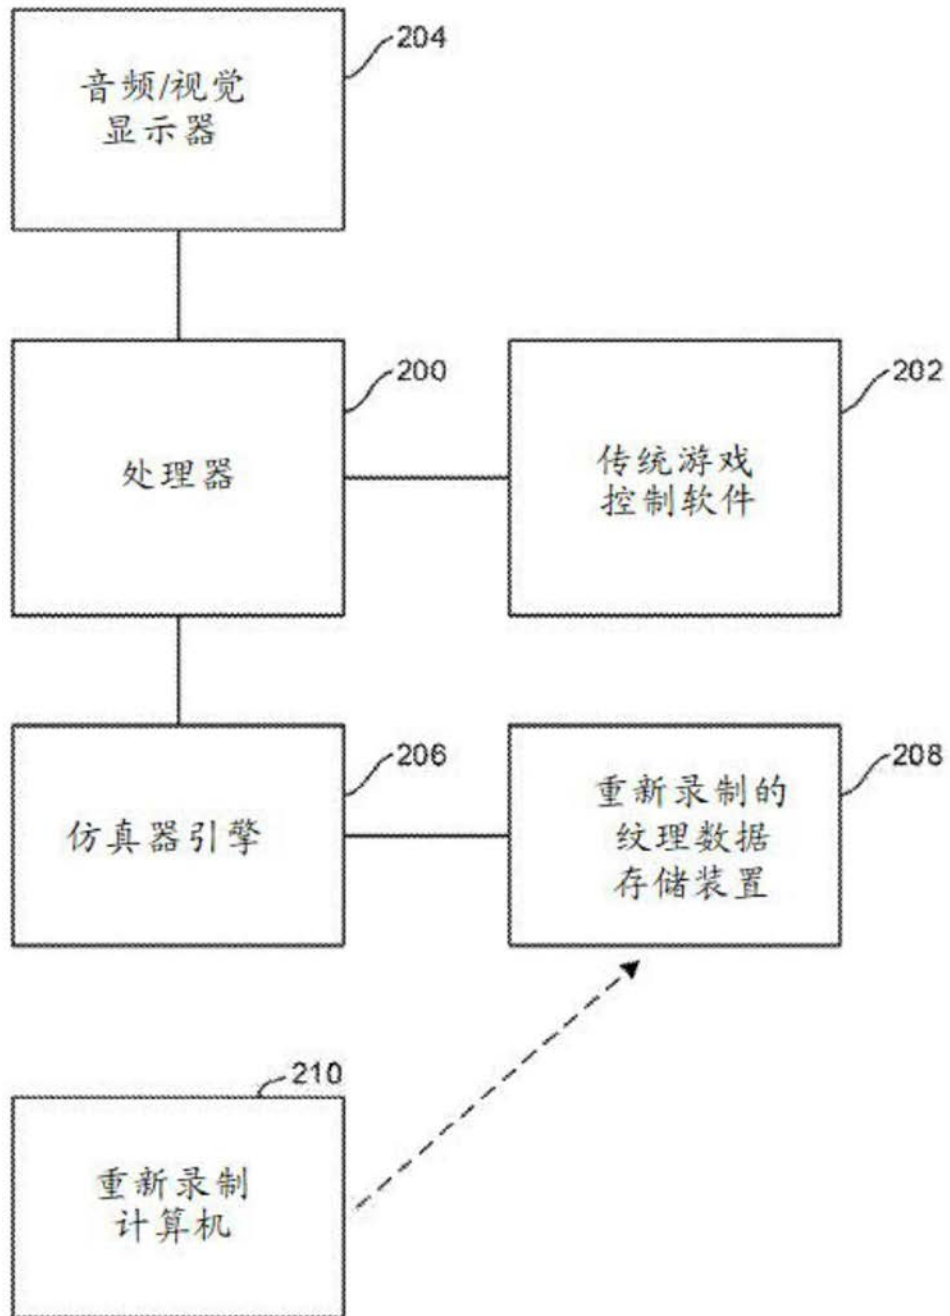 204
音频/视觉
显示器
200
处理器
202
传统游戏
控制软件
206
仿真器引擎
208
重新录制的
纹理数据
存储装置
210
重新录制
计算机